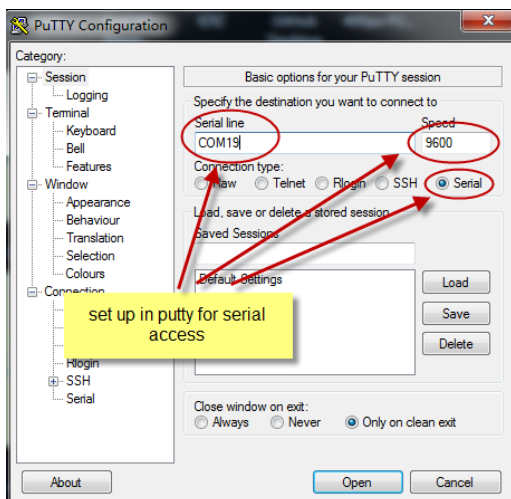 PuTTY Configuration
Category:
Session
Logging
Terminal
Keyboard
Bell
Features
Window
Appearance
Behaviour
Translation
Selection
Colours
Connection
Rlogin
SSH
Serial
Basic options for your PuTTY session
Specify the destination you want to connect to
Serial line Speed
COM19 9600
Connection type:
Raw Telnet Rlogin SSH Serial
Load, save or delete a stored session
Saved Sessions
Default Settings
Load
Save
Delete
set up in putty for serial
access
Close window on exit:
Always Never Only on clean exit
About Open Cancel